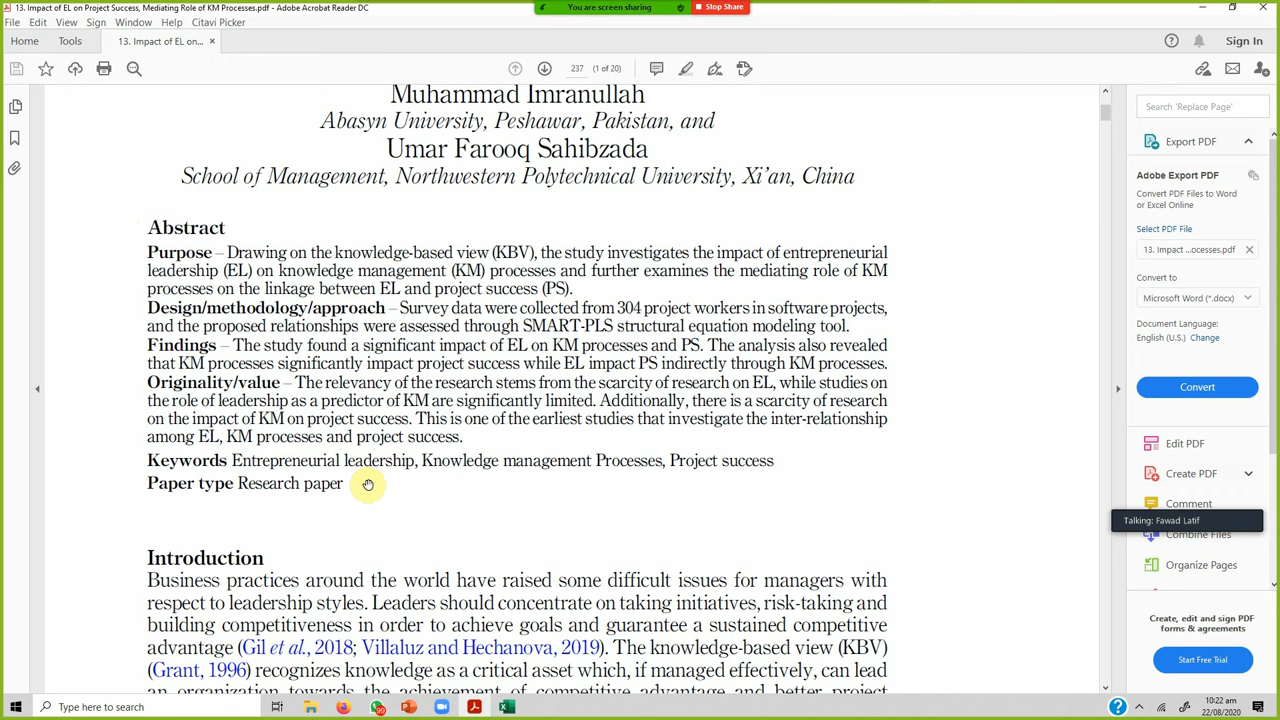 13. Impact of EL on Project Success, Mediating Role of KM Processes.pdf - Adobe Acrobat Reader DC
You are screen sharing
Stop Share
File Edit View Sign Window Help Citavi Picker
Home Tools 13. Impact of EL on... × Sign In
237 (1 of 20)
Muhammad Imranullah
Abasyn University, Peshawar, Pakistan, and
Umar Farooq Sahibzada
School of Management, Northwestern Polytechnical University, Xi'an, China
Abstract
Purpose – Drawing on the knowledge-based view (KBV), the study investigates the impact of entrepreneurial
leadership (EL) on knowledge management (KM) processes and further examines the mediating role of KM
processes on the linkage between EL and project success (PS).
Design/methodology/approach – Survey data were collected from 304 project workers in software projects,
and the proposed relationships were assessed through SMART-PLS structural equation modeling tool.
Findings – The study found a significant impact of EL on KM processes and PS. The analysis also revealed
that KM processes significantly impact project success while EL impact PS indirectly through KM processes.
Originality/value – The relevancy of the research stems from the scarcity of research on EL, while studies on
the role of leadership as a predictor of KM are significantly limited. Additionally, there is a scarcity of research
on the impact of KM on project success. This is one of the earliest studies that investigate the inter-relationship
among EL, KM processes and project success.
Keywords Entrepreneurial leadership, Knowledge management Processes, Project success
Paper type Research paper
Introduction
Business practices around the world have raised some difficult issues for managers with
respect to leadership styles. Leaders should concentrate on taking initiatives, risk-taking and
building competitiveness in order to achieve goals and guarantee a sustained competitive
advantage (Gil et al., 2018; Villaluz and Hechanova, 2019). The knowledge-based view (KBV)
(Grant, 1996) recognizes knowledge as a critical asset which, if managed effectively, can lead
an organization towards the achievement of competitive advantage and better project
Search 'Replace Page'
Export PDF
Adobe Export PDF
Convert PDF Files to Word
or Excel Online
Select PDF File
13. Impact ...ocesses.pdf ×
Convert to
Microsoft Word (*.docx)
Document Language:
English (U.S.) Change
Convert
Edit PDF
Create PDF
Comment
Talking: Fawad Latif
Combine Files
Organize Pages
Create, edit and sign PDF
forms & agreements
Start Free Trial
Type here to search
99
10:22 am
22/08/2020